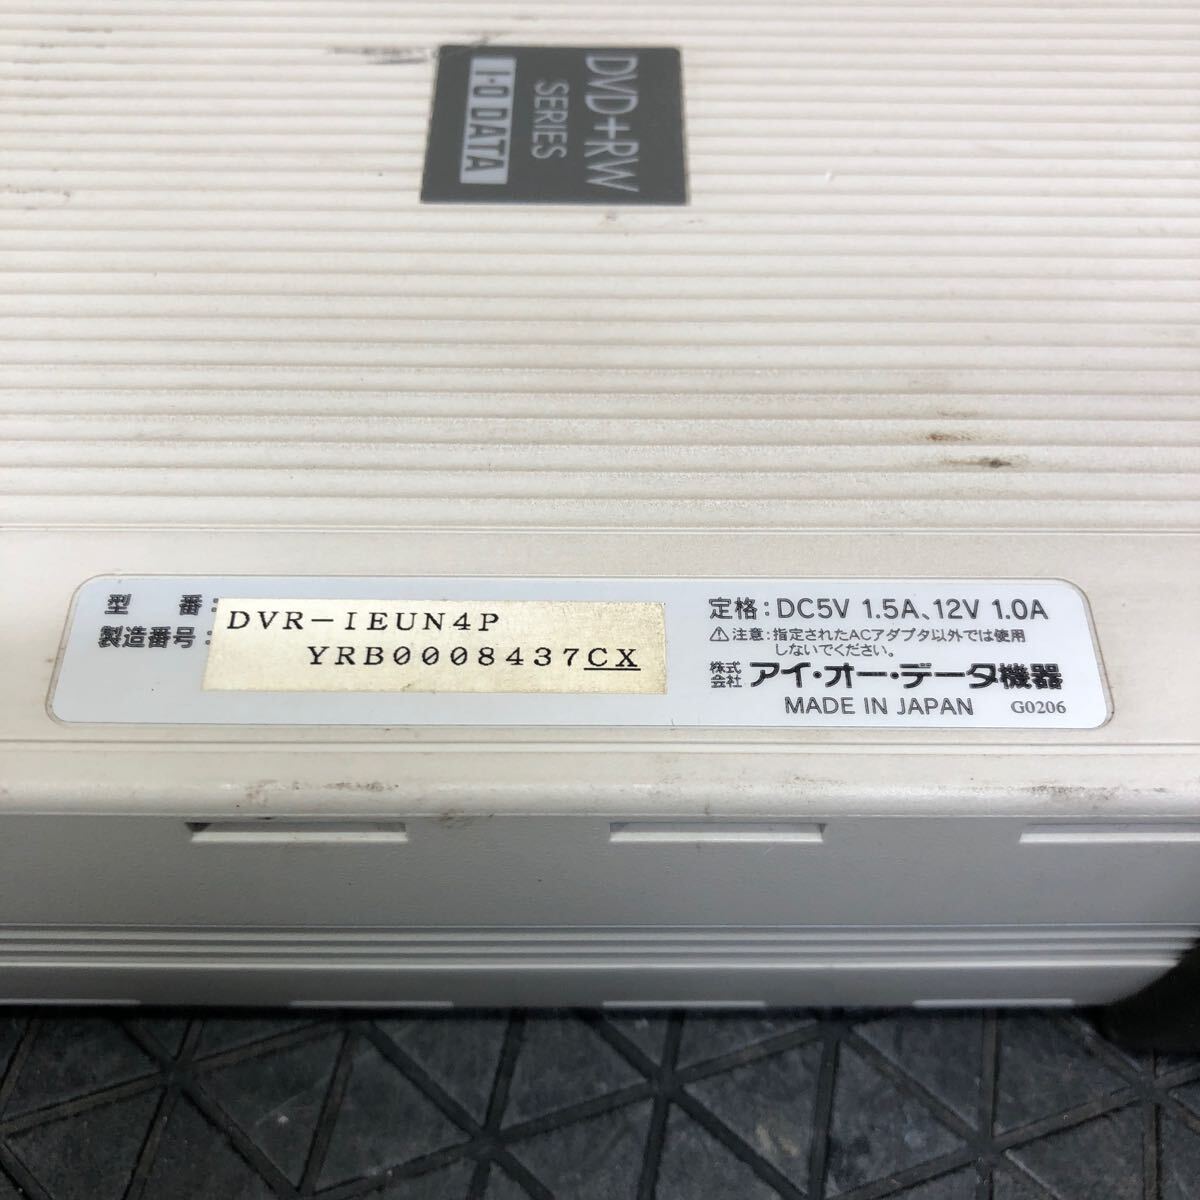 DVD+RW
SERIES
I・O DATA
型 番:
DVR-IEUN4P
製造番号:
YRB0008437CX
定格:DC5V 1.5A、12V 1.0A
⚠注意:指定されたACアダプタ以外では使用
しないでください。
株式会社 アイ・オー・データ機器
MADE IN JAPAN G0206